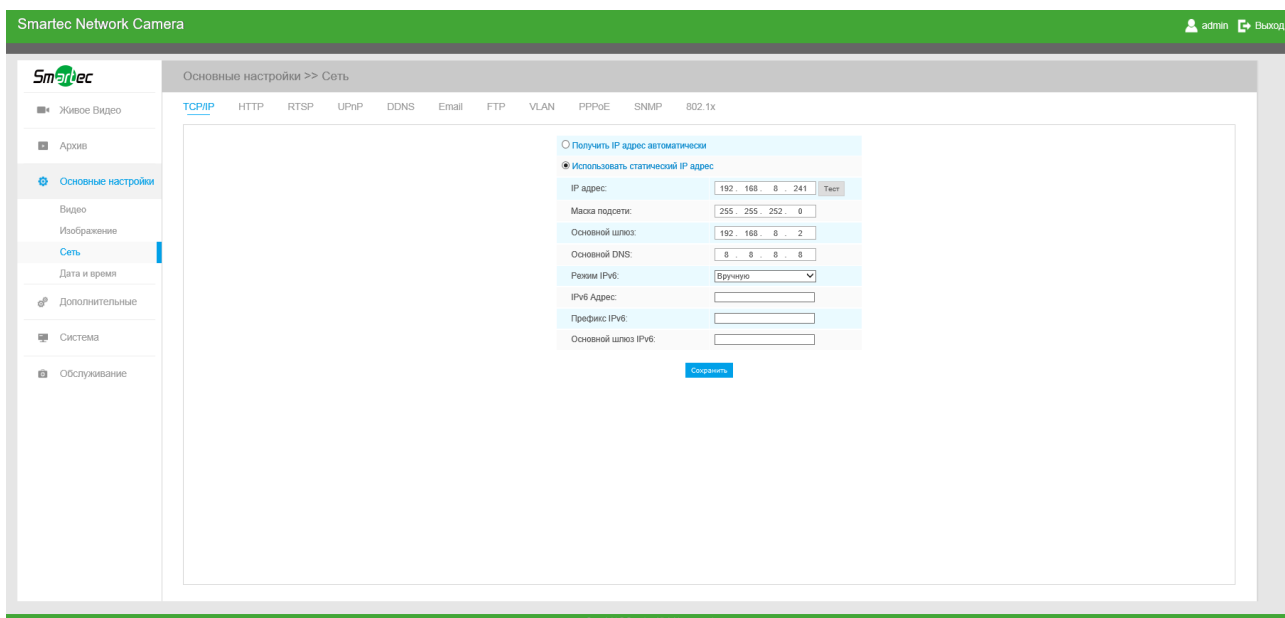 Smartec Network Camera
admin Выход
Smartec
Основные настройки >> Сеть
TCP/IP HTTP RTSP UPnP DDNS Email FTP VLAN PPPoE SNMP 802.1x
Живое Видео
Архив
Основные настройки
Видео
Изображение
Сеть
Дата и время
Дополнительные
Система
Обслуживание
Получить IP адрес автоматически
Использовать статический IP адрес
IP адрес: 192. 168. 8 . 241 Тест
Маска подсети: 255. 255. 252. 0
Основной шлюз: 192. 168. 8 . 2
Основной DNS: 8 . 8 . 8 . 8
Режим IPv6: Вручную
IPv6 Адрес:
Префикс IPv6:
Основной шлюз IPv6:
Сохранить